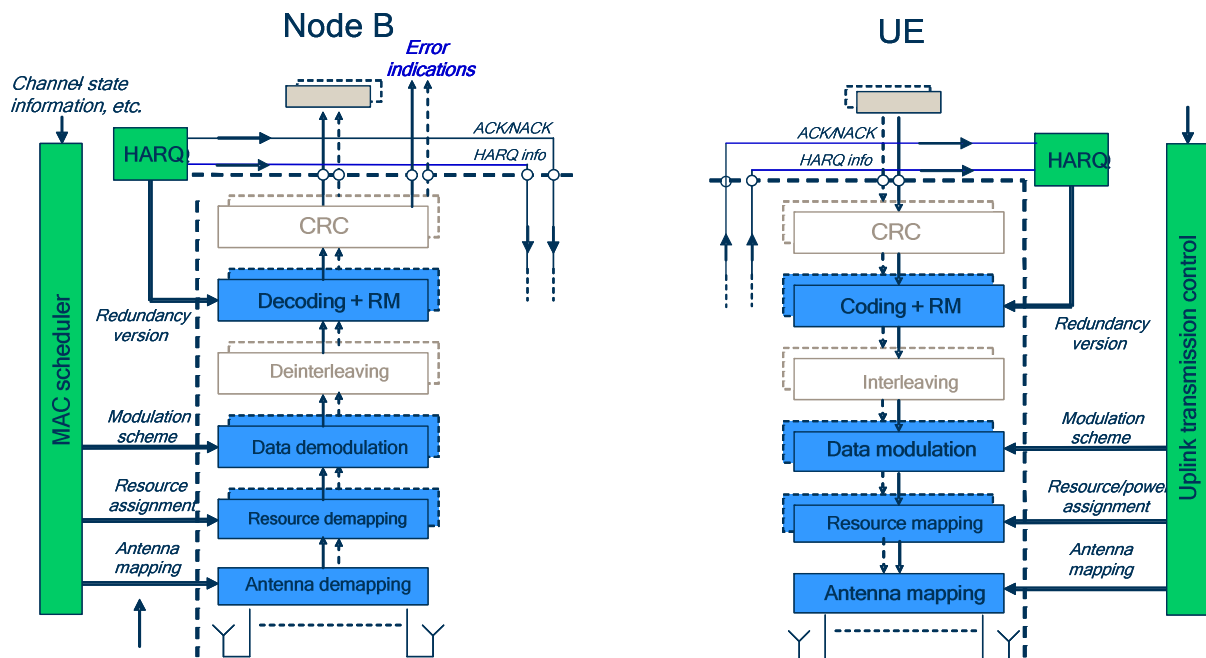 Node B
UE
Error
indications
Channel state
information, etc.
ACK/NACK
HARQ
HARQ info
ACK/NACK
HARQ info
HARQ
CRC
CRC
Decoding + RM
Coding + RM
Redundancy
version
Redundancy
version
MAC scheduler
Uplink transmission control
Deinterleaving
Interleaving
Modulation
scheme
Data demodulation
Data modulation
Modulation
scheme
Resource
assignment
Resource demapping
Resource mapping
Resource/power
assignment
Antenna
mapping
Antenna demapping
Antenna mapping
Antenna
mapping